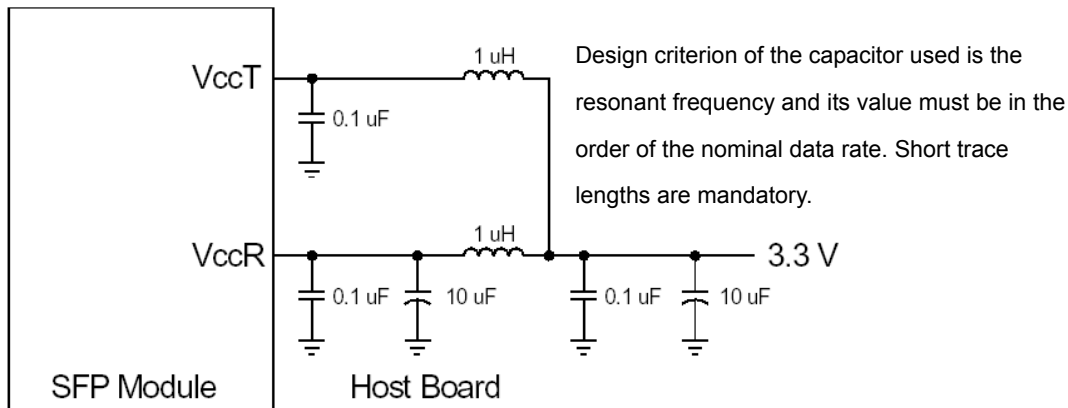 1 uH
Design criterion of the capacitor used is the
VccT
resonant frequency and its value must be in the
0.1 uF
order of the nominal data rate. Short trace
lengths are mandatory.
1 uH
VccR
3.3 V
0.1 uF
10 uF
0.1 uF
10 uF
SFP Module
Host Board